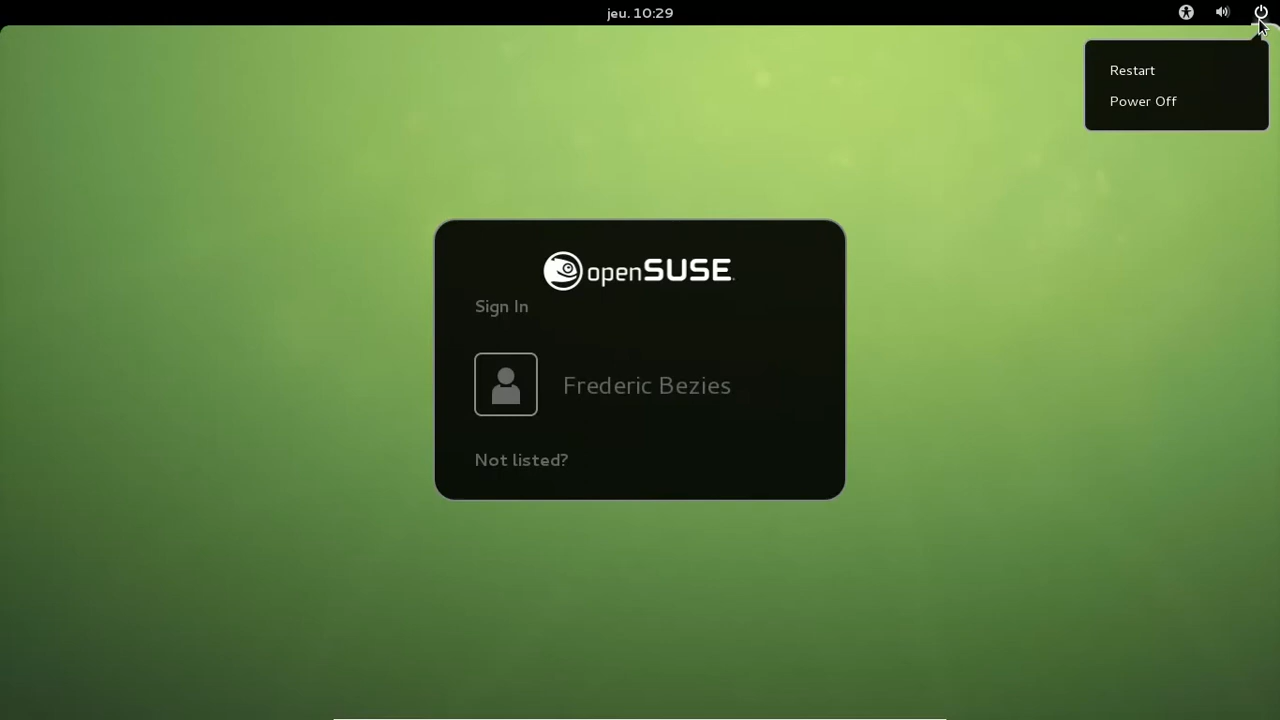 jeu. 10:29
Restart
Power Off
openSUSE
Sign In
Frederic Bezies
Not listed?